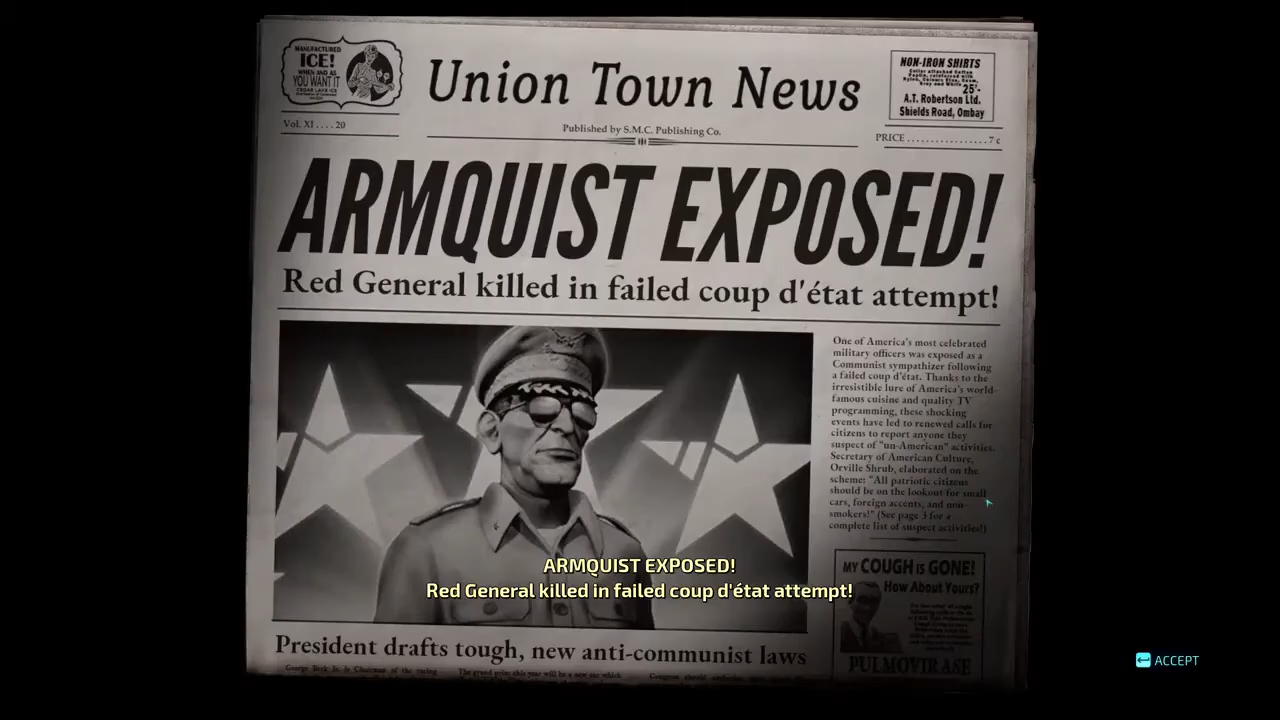 MANUFACTURED
ICE!
WHEN AND AS
YOU WANT IT
CEDAR LAKE ICE
Union Town News
NON-IRON SHIRTS
25'-
A.T. Robertson Ltd.
Shields Road, Ombay
Vol. XI .... 20
Published by S.M.C. Publishing Co.
PRICE .................7 c
ARMQUIST EXPOSED!
Red General killed in failed coup d'état attempt!
One of America's most celebrated
military officers was exposed as a
Communist sympathizer following
a failed coup d'état. Thanks to the
irresistible lure of America's world-
famous cuisine and quality TV
programming, these shocking
events have led to renewed calls for
citizens to report anyone they
suspect of "un-American" activities.
Secretary of American Culture,
Orville Shrub, elaborated on the
scheme: "All patriotic citizens
should be on the lookout for small
cars, foreign accents, and non-
smokers!" (See page 3 for a
complete list of suspect activities!)
MY COUGH is GONE!
How About Yours?
PULMOVIRASE
ARMQUIST EXPOSED!
Red General killed in failed coup d'état attempt!
President drafts tough, new anti-communist laws
ACCEPT